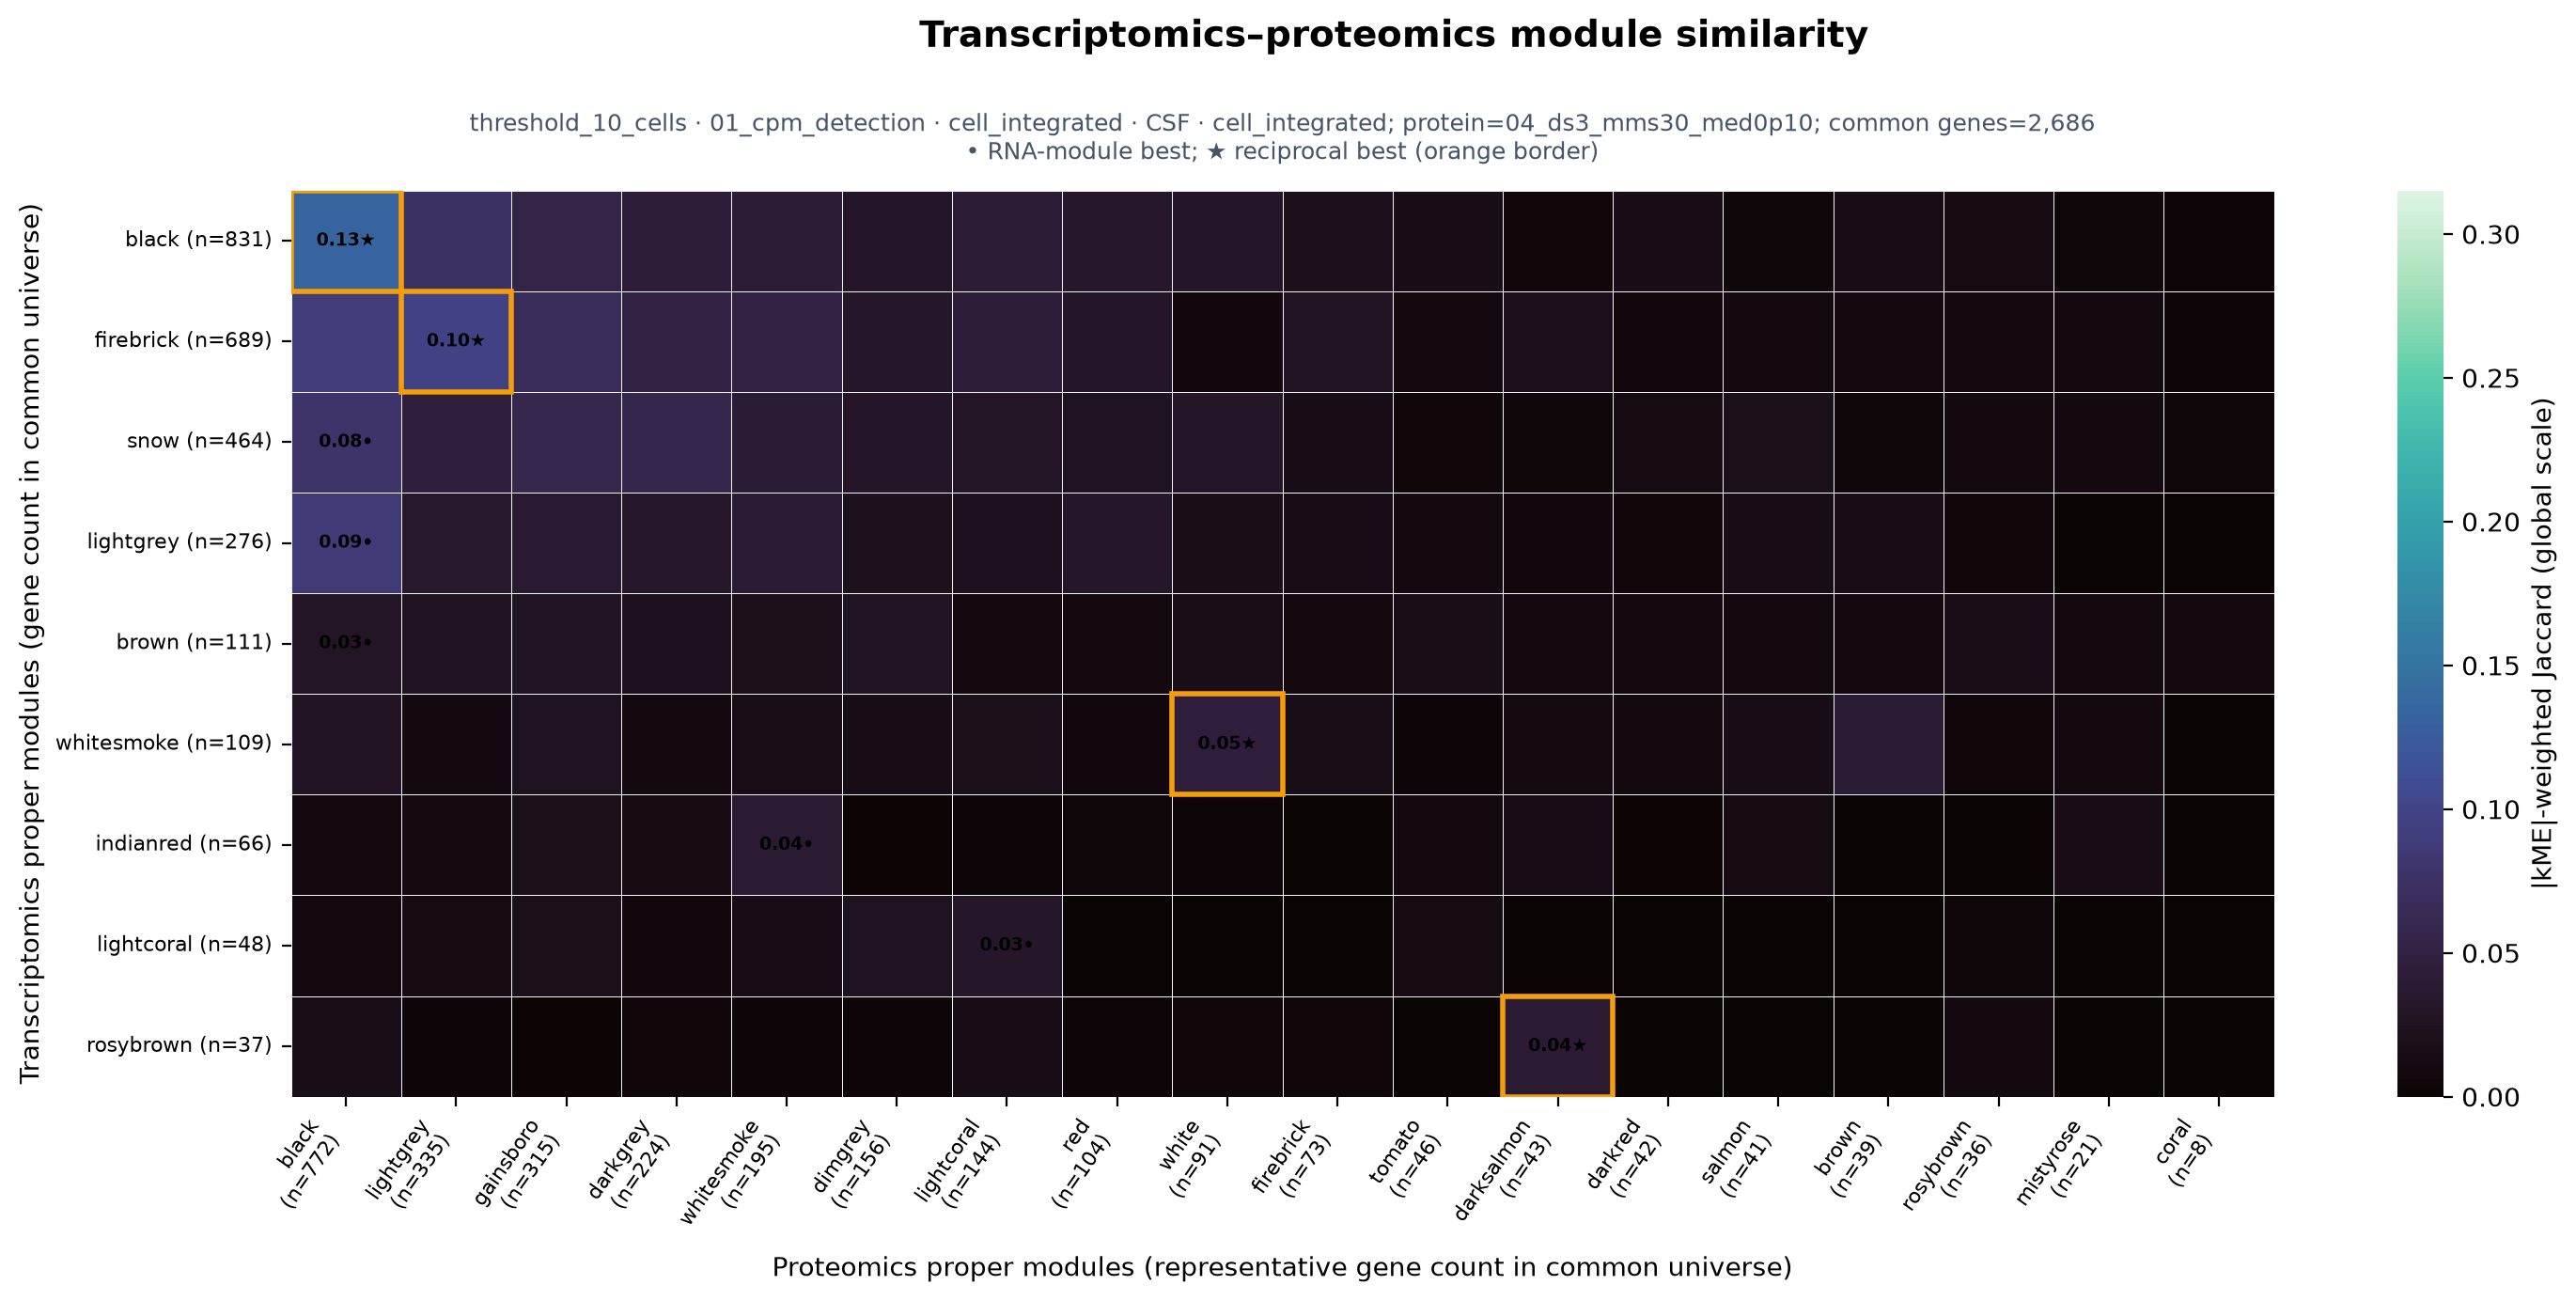 Transcriptomics–proteomics module similarity
threshold_10_cells · 01_cpm_detection · cell_integrated · CSF · cell_integrated; protein=04_ds3_mms30_med0p10; common genes=2,686
• RNA-module best; ★ reciprocal best (orange border)
Transcriptomics proper modules (gene count in common universe)
black (n=831)
0.13★
firebrick (n=689)
0.10★
snow (n=464)
0.08•
lightgrey (n=276)
0.09•
brown (n=111)
0.03•
whitesmoke (n=109)
0.05★
indianred (n=66)
0.04•
lightcoral (n=48)
0.03•
rosybrown (n=37)
0.04★
black
(n=772)
lightgrey
(n=335)
gainsboro
(n=315)
darkgrey
(n=224)
whitesmoke
(n=195)
dimgrey
(n=156)
lightcoral
(n=144)
red
(n=104)
white
(n=91)
firebrick
(n=73)
tomato
(n=46)
darksalmon
(n=43)
darkred
(n=42)
salmon
(n=41)
brown
(n=39)
rosybrown
(n=36)
mistyrose
(n=21)
coral
(n=8)
Proteomics proper modules (representative gene count in common universe)
0.30
0.25
0.20
0.15
0.10
0.05
0.00
|kME|-weighted Jaccard (global scale)